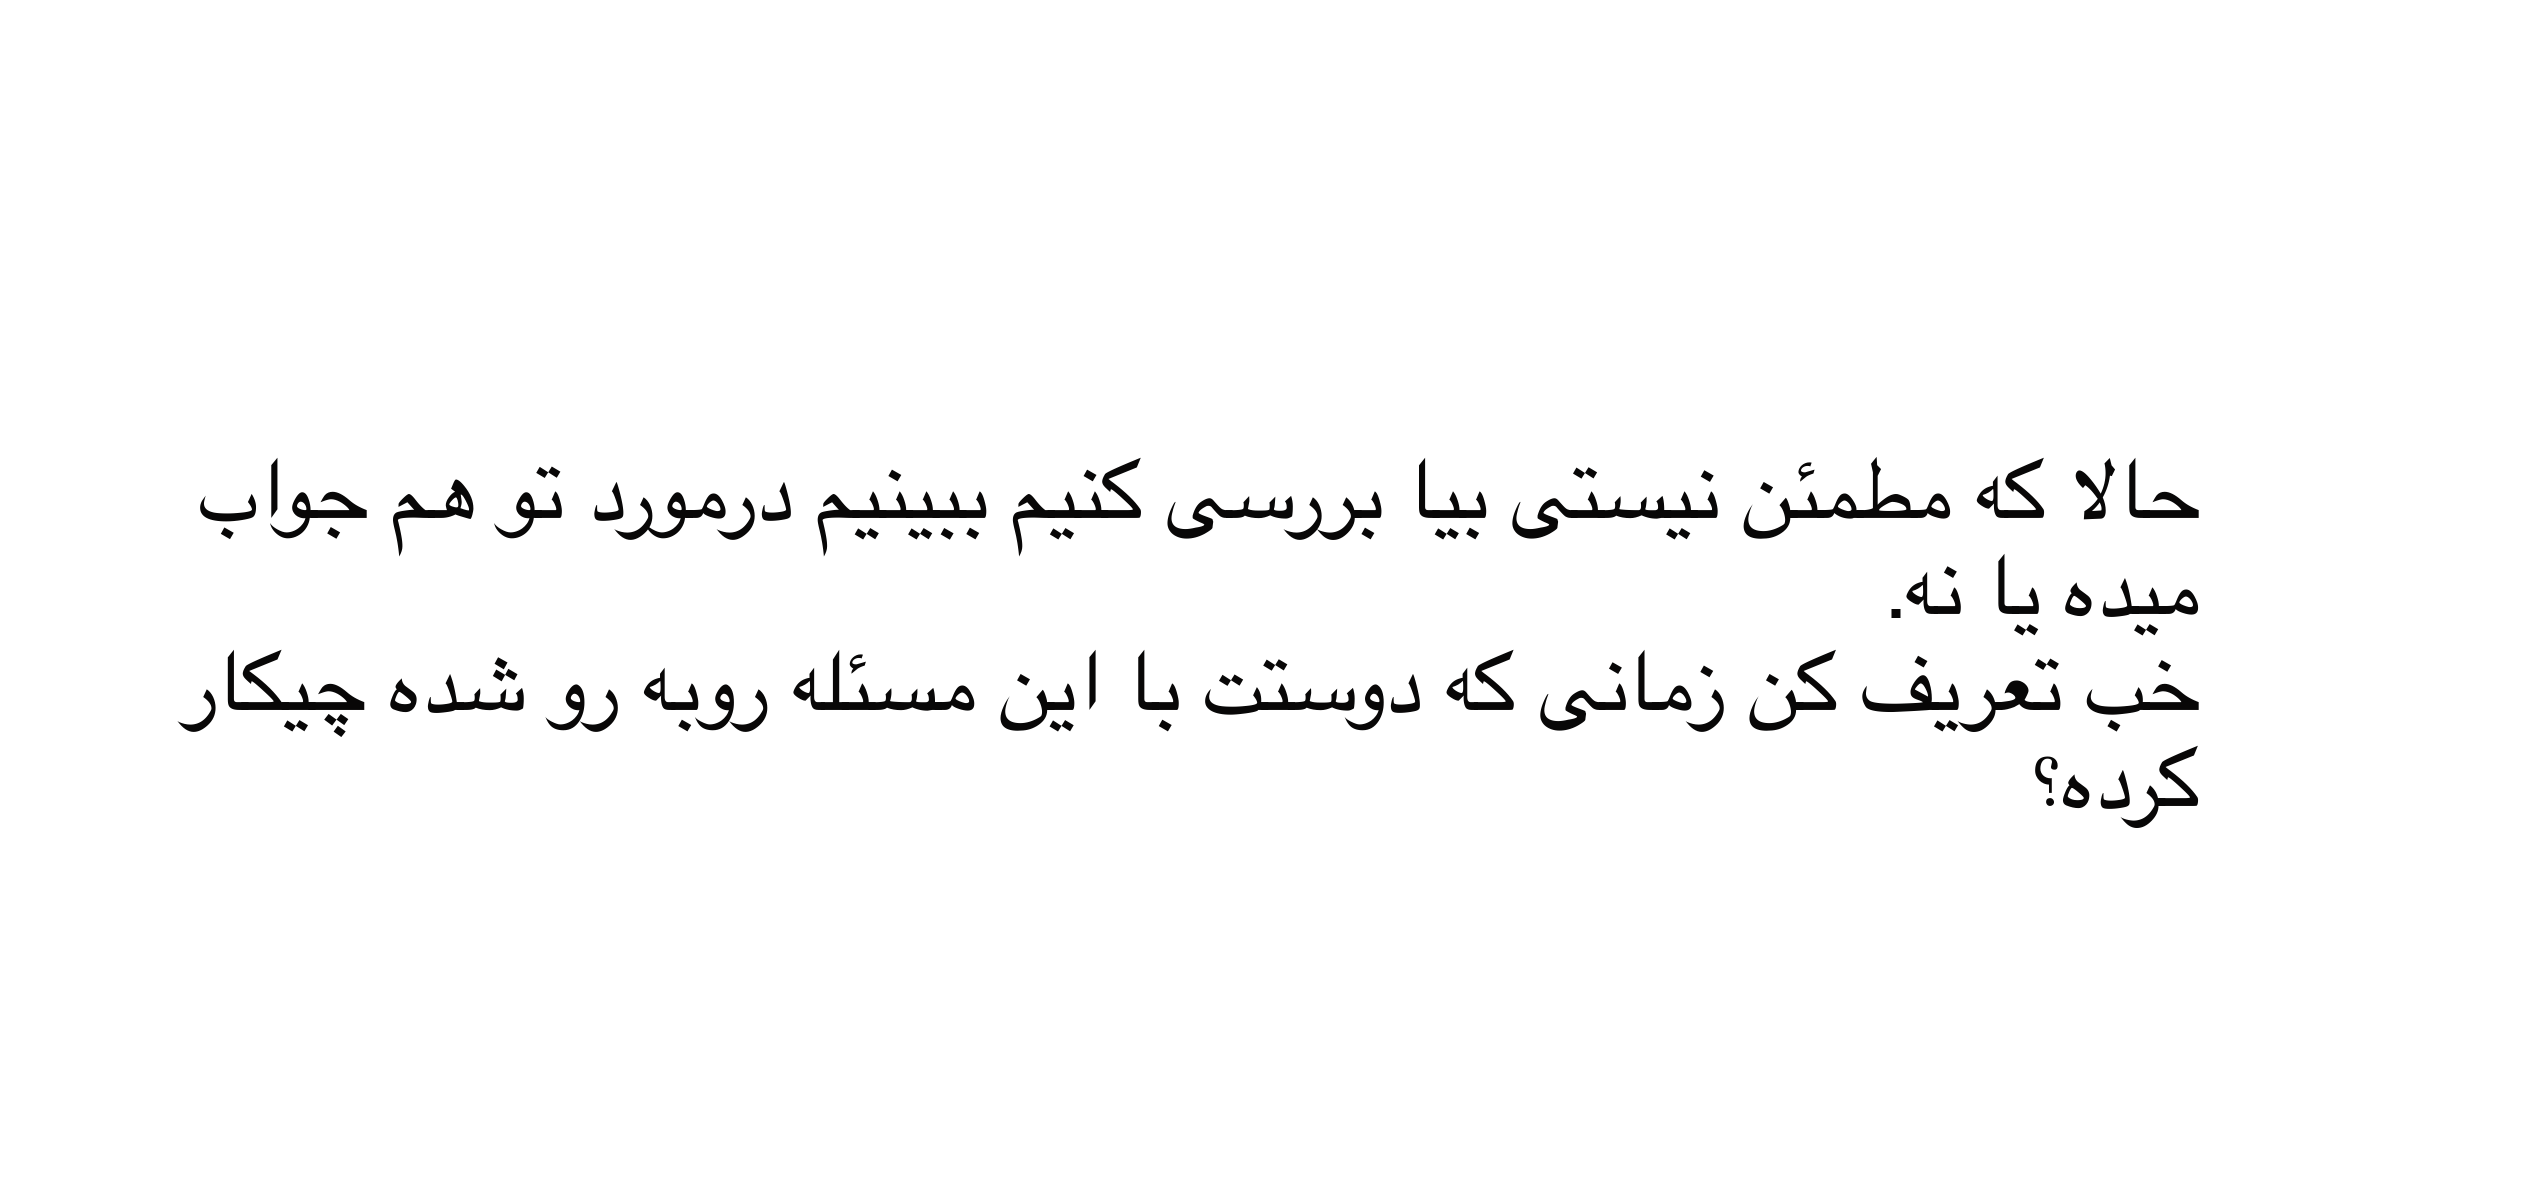 حالا که مطمئن نیستی بیا بررسی کنیم ببینیم درمورد تو هم جواب
میده یا نه.
خب تعریف کن زمانی که دوستت با این مسئله روبه رو شده چیکار
کرده؟